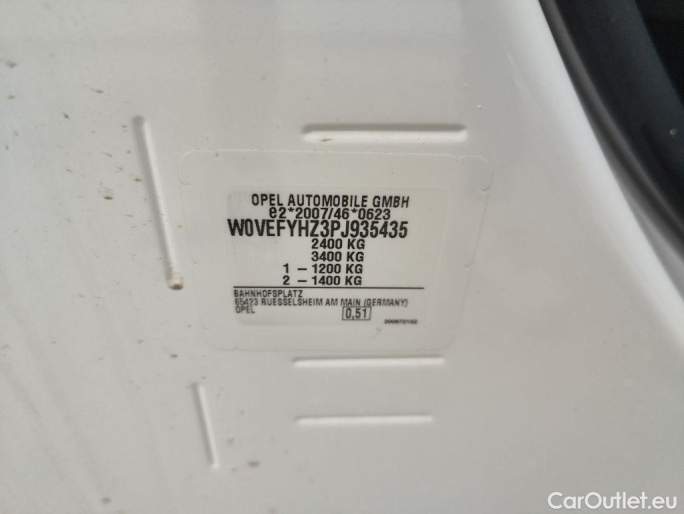 OPEL AUTOMOBILE GMBH
e2*2007/46*0623
W0VEFYHZ3PJ935435
2400 KG
3400 KG
1 – 1200 KG
2 – 1400 KG
BAHNHOFSPLATZ
65423 RUESSELSHEIM AM MAIN (GERMANY)
OPEL 0,51
CarOutlet.eu